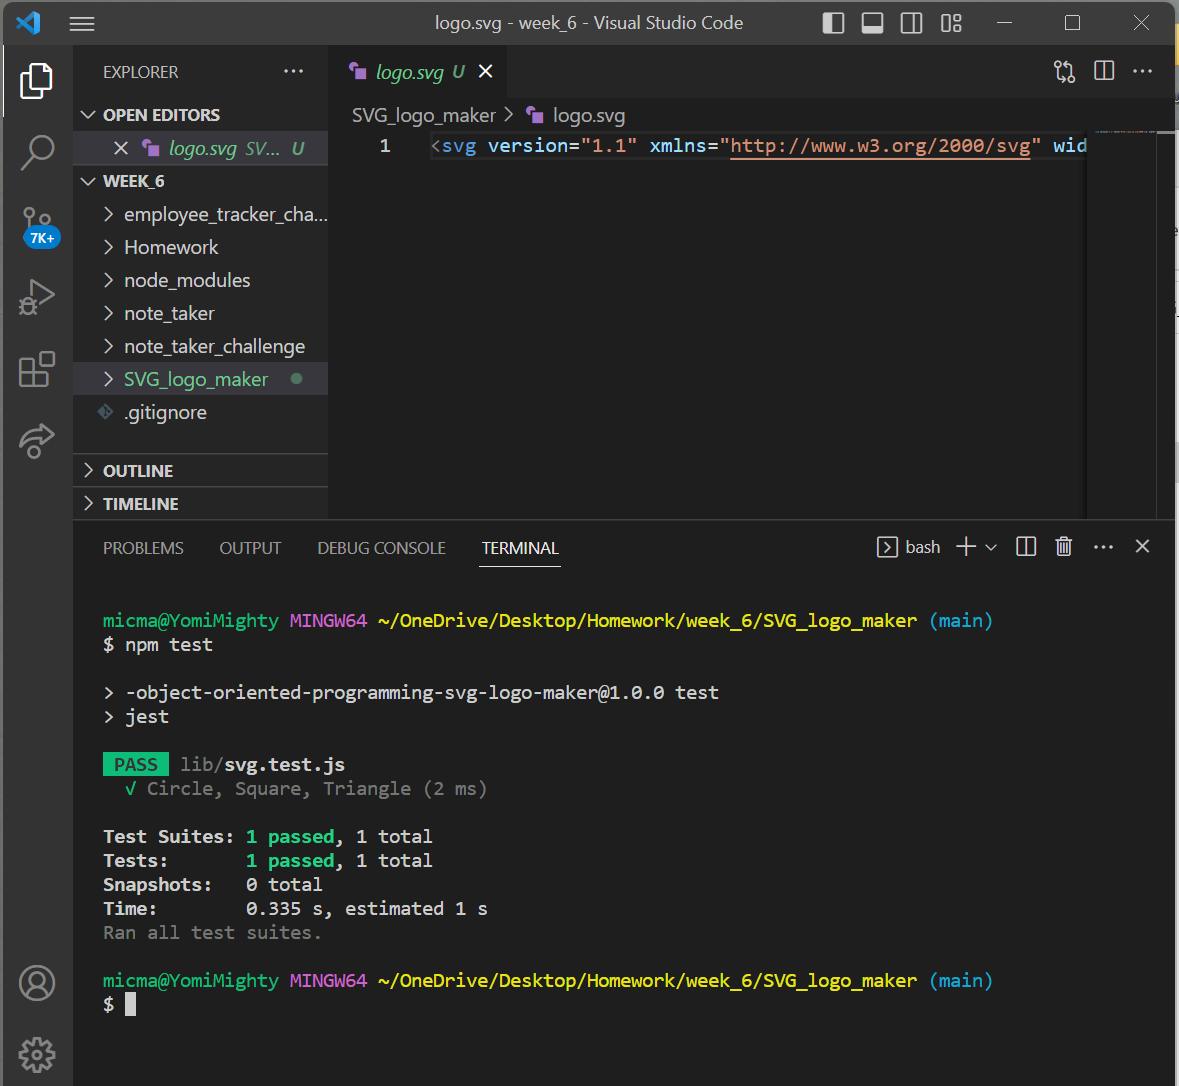 logo.svg - week_6 - Visual Studio Code
EXPLORER
OPEN EDITORS
logo.svg SV... U
WEEK_6
employee_tracker_cha...
Homework
node_modules
note_taker
note_taker_challenge
SVG_logo_maker
.gitignore
OUTLINE
TIMELINE
7K+
logo.svg U
SVG_logo_maker > logo.svg
1 <svg version="1.1" xmlns="http://www.w3.org/2000/svg" wid
PROBLEMS OUTPUT DEBUG CONSOLE TERMINAL
bash
micma@YomiMighty MINGW64 ~/OneDrive/Desktop/Homework/week_6/SVG_logo_maker (main)
$ npm test
> -object-oriented-programming-svg-logo-maker@1.0.0 test
> jest
PASS lib/svg.test.js
√ Circle, Square, Triangle (2 ms)
Test Suites: 1 passed, 1 total
Tests: 1 passed, 1 total
Snapshots: 0 total
Time: 0.335 s, estimated 1 s
Ran all test suites.
micma@YomiMighty MINGW64 ~/OneDrive/Desktop/Homework/week_6/SVG_logo_maker (main)
$